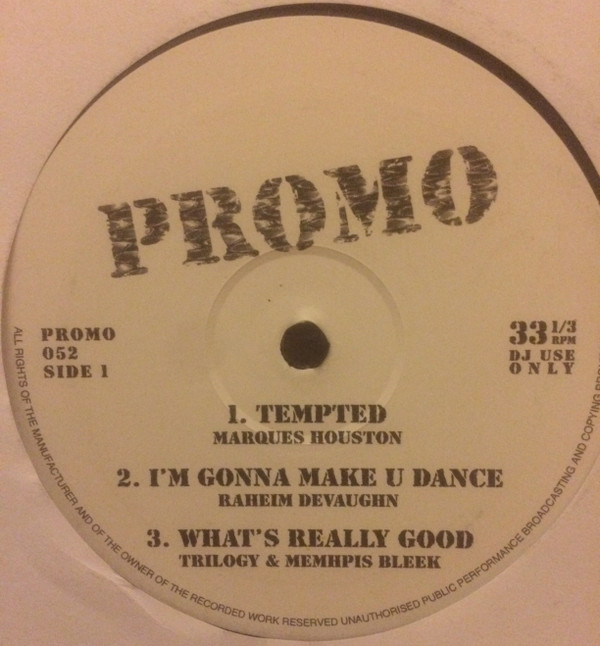 PROMO
PROMO
052
SIDE 1
33 1/3
RPM
DJ USE
ONLY
1. TEMPTED
MARQUES HOUSTON
2. I'M GONNA MAKE U DANCE
RAHEIM DEVAUGHN
3. WHAT'S REALLY GOOD
TRILOGY & MEMHPIS BLEEK
ALL RIGHTS OF THE MANUFACTURER AND OF THE OWNER OF THE RECORDED WORK RESERVED UNAUTHORISED PUBLIC PERFORMANCE BROADCASTING AND COPYING